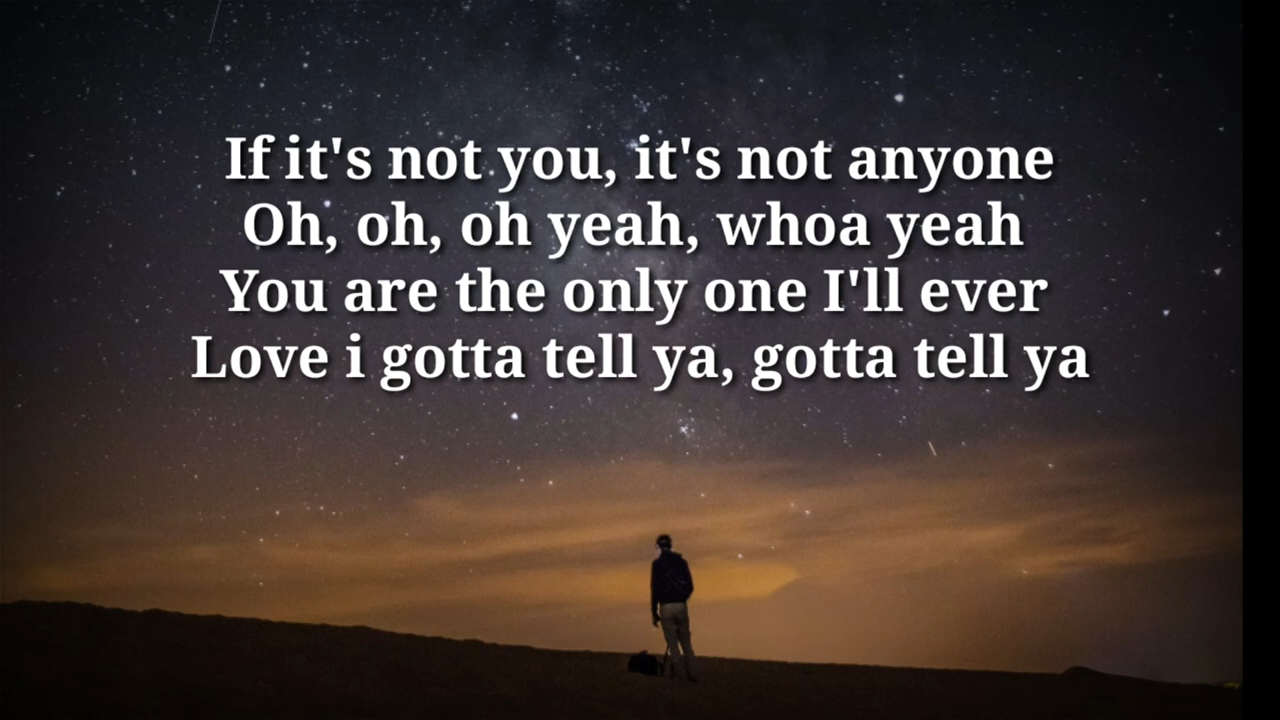 If it's not you, it's not anyone
Oh, oh, oh yeah, whoa yeah
You are the only one I'll ever
Love i gotta tell ya, gotta tell ya